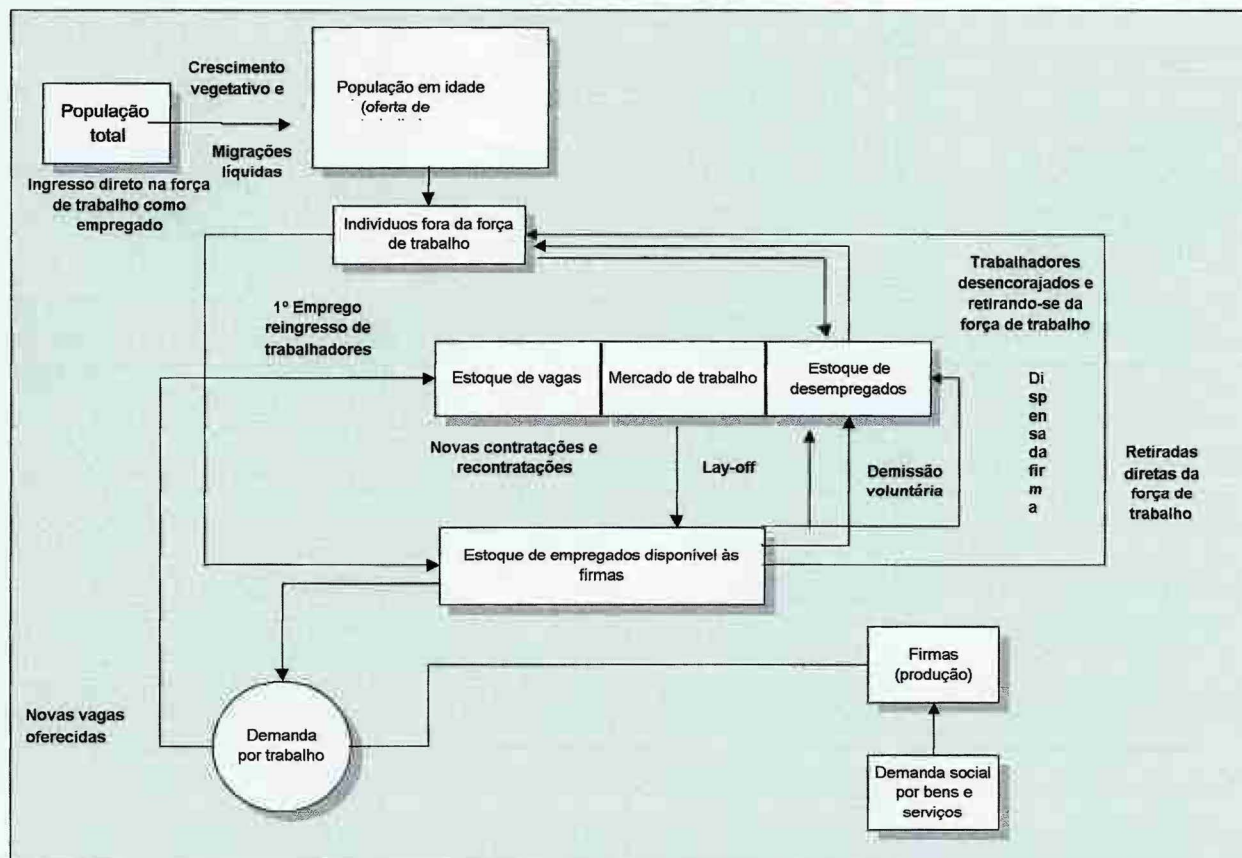 População
total
Crescimento
vegetativo e
Migrações
líquidas
População em idade
(oferta de
Ingresso direto na força
de trabalho como
empregado
Indivíduos fora da força
de trabalho
1º Emprego
reingresso de
trabalhadores
Trabalhadores
desencorajados e
retirando-se da
força de trabalho
Estoque de vagas
Mercado de trabalho
Estoque de
desempregados
Di
sp
en
sa
da
fir
m
a
Novas contratações e
recontratações
Lay-off
Demissão
voluntária
Retiradas
diretas da
força de
trabalho
Estoque de empregados disponível às
firmas
Firmas
(produção)
Novas vagas
oferecidas
Demanda
por trabalho
Demanda social
por bens e
serviços